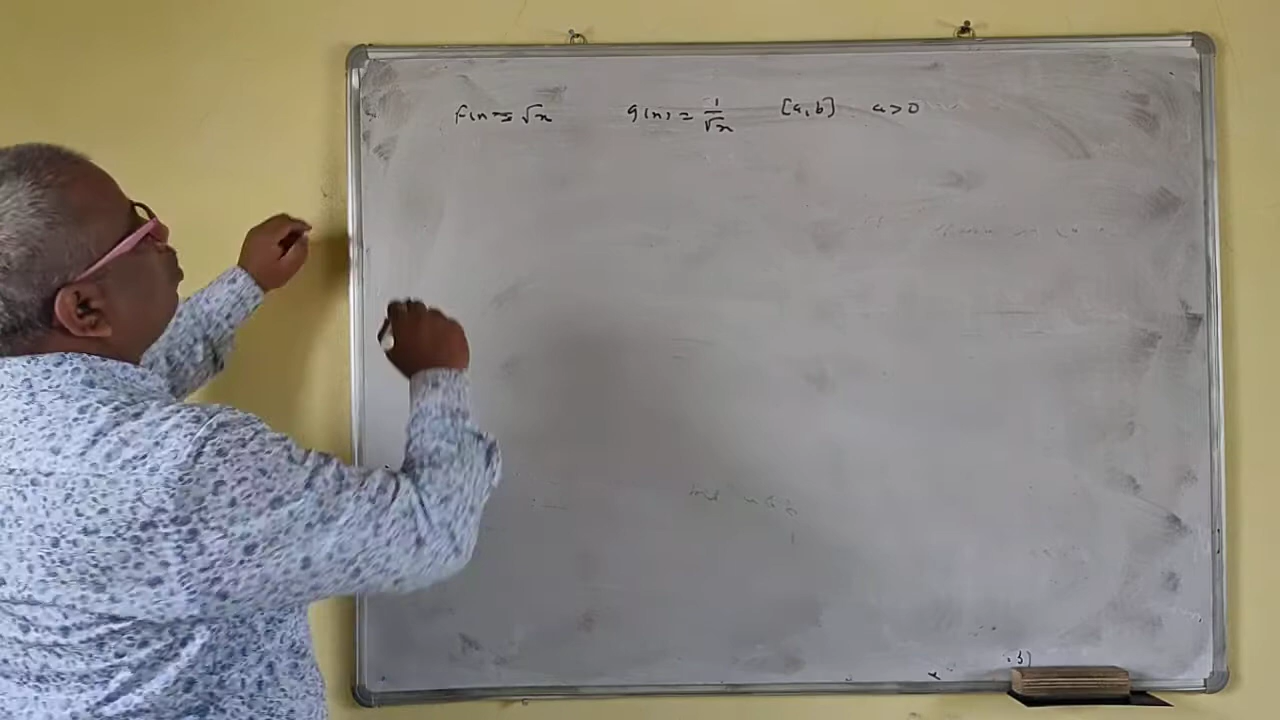 f(x) = √x g(x) = 1/√x [a, b] a > 0